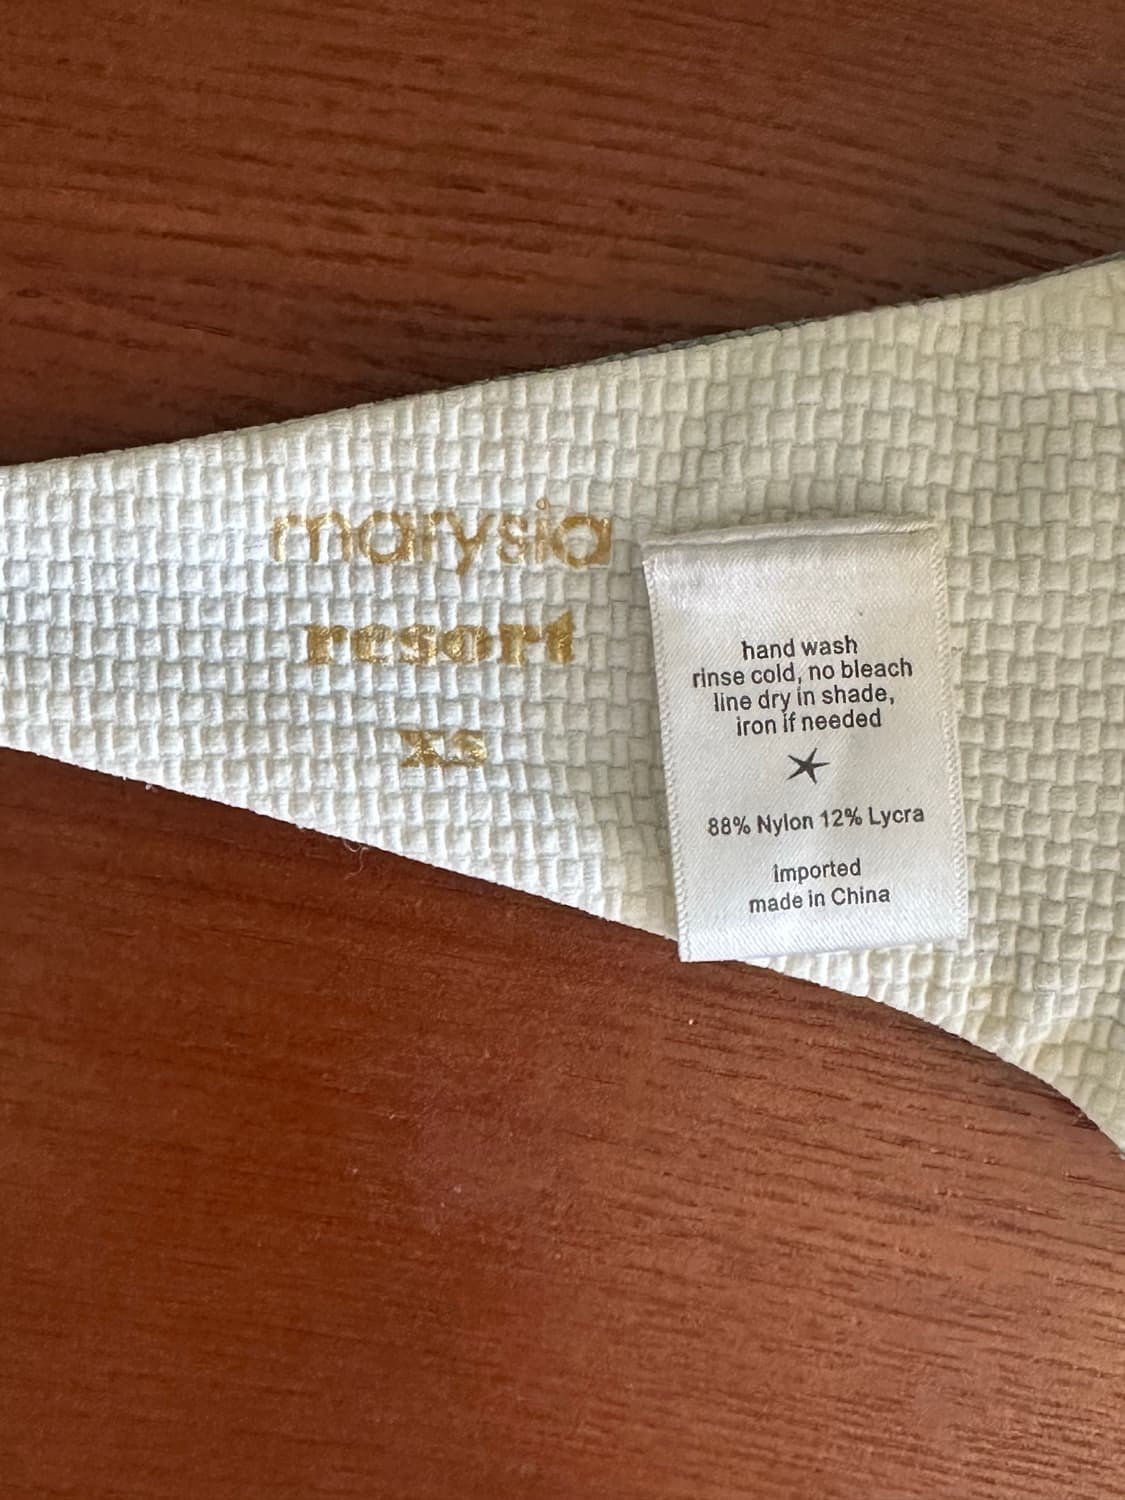 marysia
resort
xs
hand wash
rinse cold, no bleach
line dry in shade,
iron if needed
88% Nylon 12% Lycra
imported
made in China